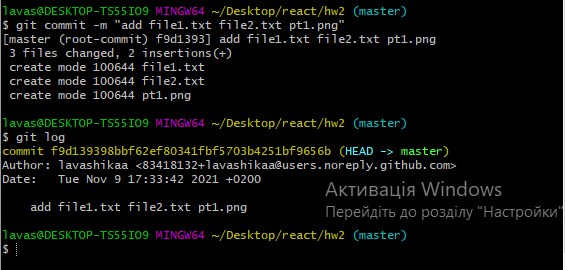 lavas@DESKTOP-TS55IO9 MINGW64 ~/Desktop/react/hw2 (master)
$ git commit -m "add file1.txt file2.txt pt1.png"
[master (root-commit) f9d1393] add file1.txt file2.txt pt1.png
 3 files changed, 2 insertions(+)
 create mode 100644 file1.txt
 create mode 100644 file2.txt
 create mode 100644 pt1.png
lavas@DESKTOP-TS55IO9 MINGW64 ~/Desktop/react/hw2 (master)
$ git log
commit f9d139398bbf62ef80341fbf5703b4251bf9656b (HEAD -> master)
Author: lavashikaa <83418132+lavashikaa@users.noreply.github.com>
Date:   Tue Nov 9 17:33:42 2021 +0200
    add file1.txt file2.txt pt1.png
Активація Windows
Перейдіть до розділу "Настройки"
lavas@DESKTOP-TS55IO9 MINGW64 ~/Desktop/react/hw2 (master)
$